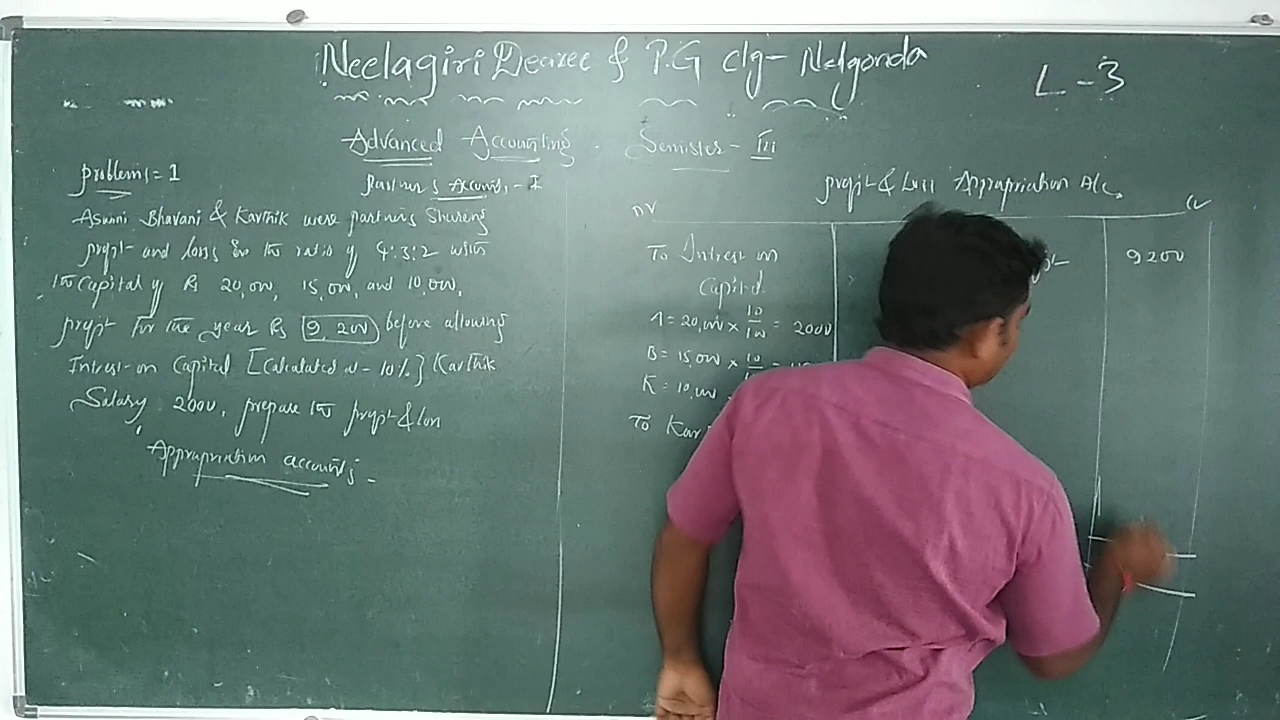 Neelagiri Degree & P.G clg - Nalgonda
L - 3
Advanced Accounting. Semister - III
Problem:= 1
Partners Accounts - I
Aswini Bhavani & Karthik were partners sharing
profit and loss in the ratio of 4:3:2 with
the capital of Rs 20,000, 15,000, and 10,000,
profit for the year Rs 9,200 before allowing
Interest on Capital [Calculated at - 10%] Karthik
Salary 2000, prepare the profit & loss
Appropriation accounts -
Profit & Loss Appropriation A/c
Dr
Cr
To Interest on
Capital
A = 20,000 × 10/100 = 2000
B = 15,000 × 10/
K = 10,000
To Kar
9200